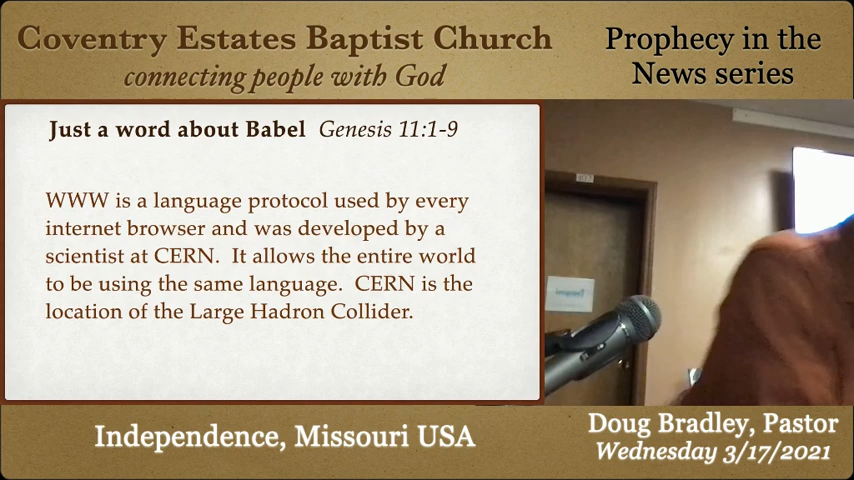 Coventry Estates Baptist Church
connecting people with God
Prophecy in the
News series
Just a word about Babel Genesis 11:1-9
WWW is a language protocol used by every
internet browser and was developed by a
scientist at CERN. It allows the entire world
to be using the same language. CERN is the
location of the Large Hadron Collider.
Independence, Missouri USA
Doug Bradley, Pastor
Wednesday 3/17/2021